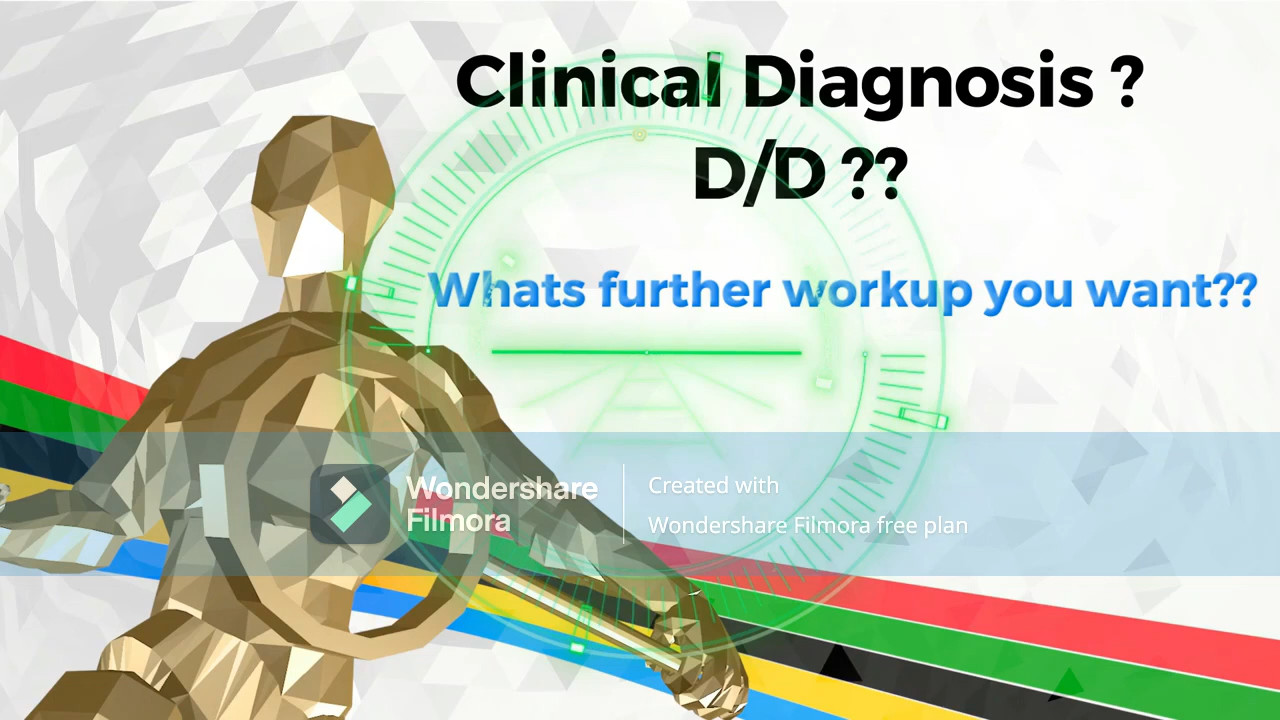 Clinical Diagnosis ?
D/D ??
Whats further workup you want??
Wondershare
Filmora
Created with
Wondershare Filmora free plan